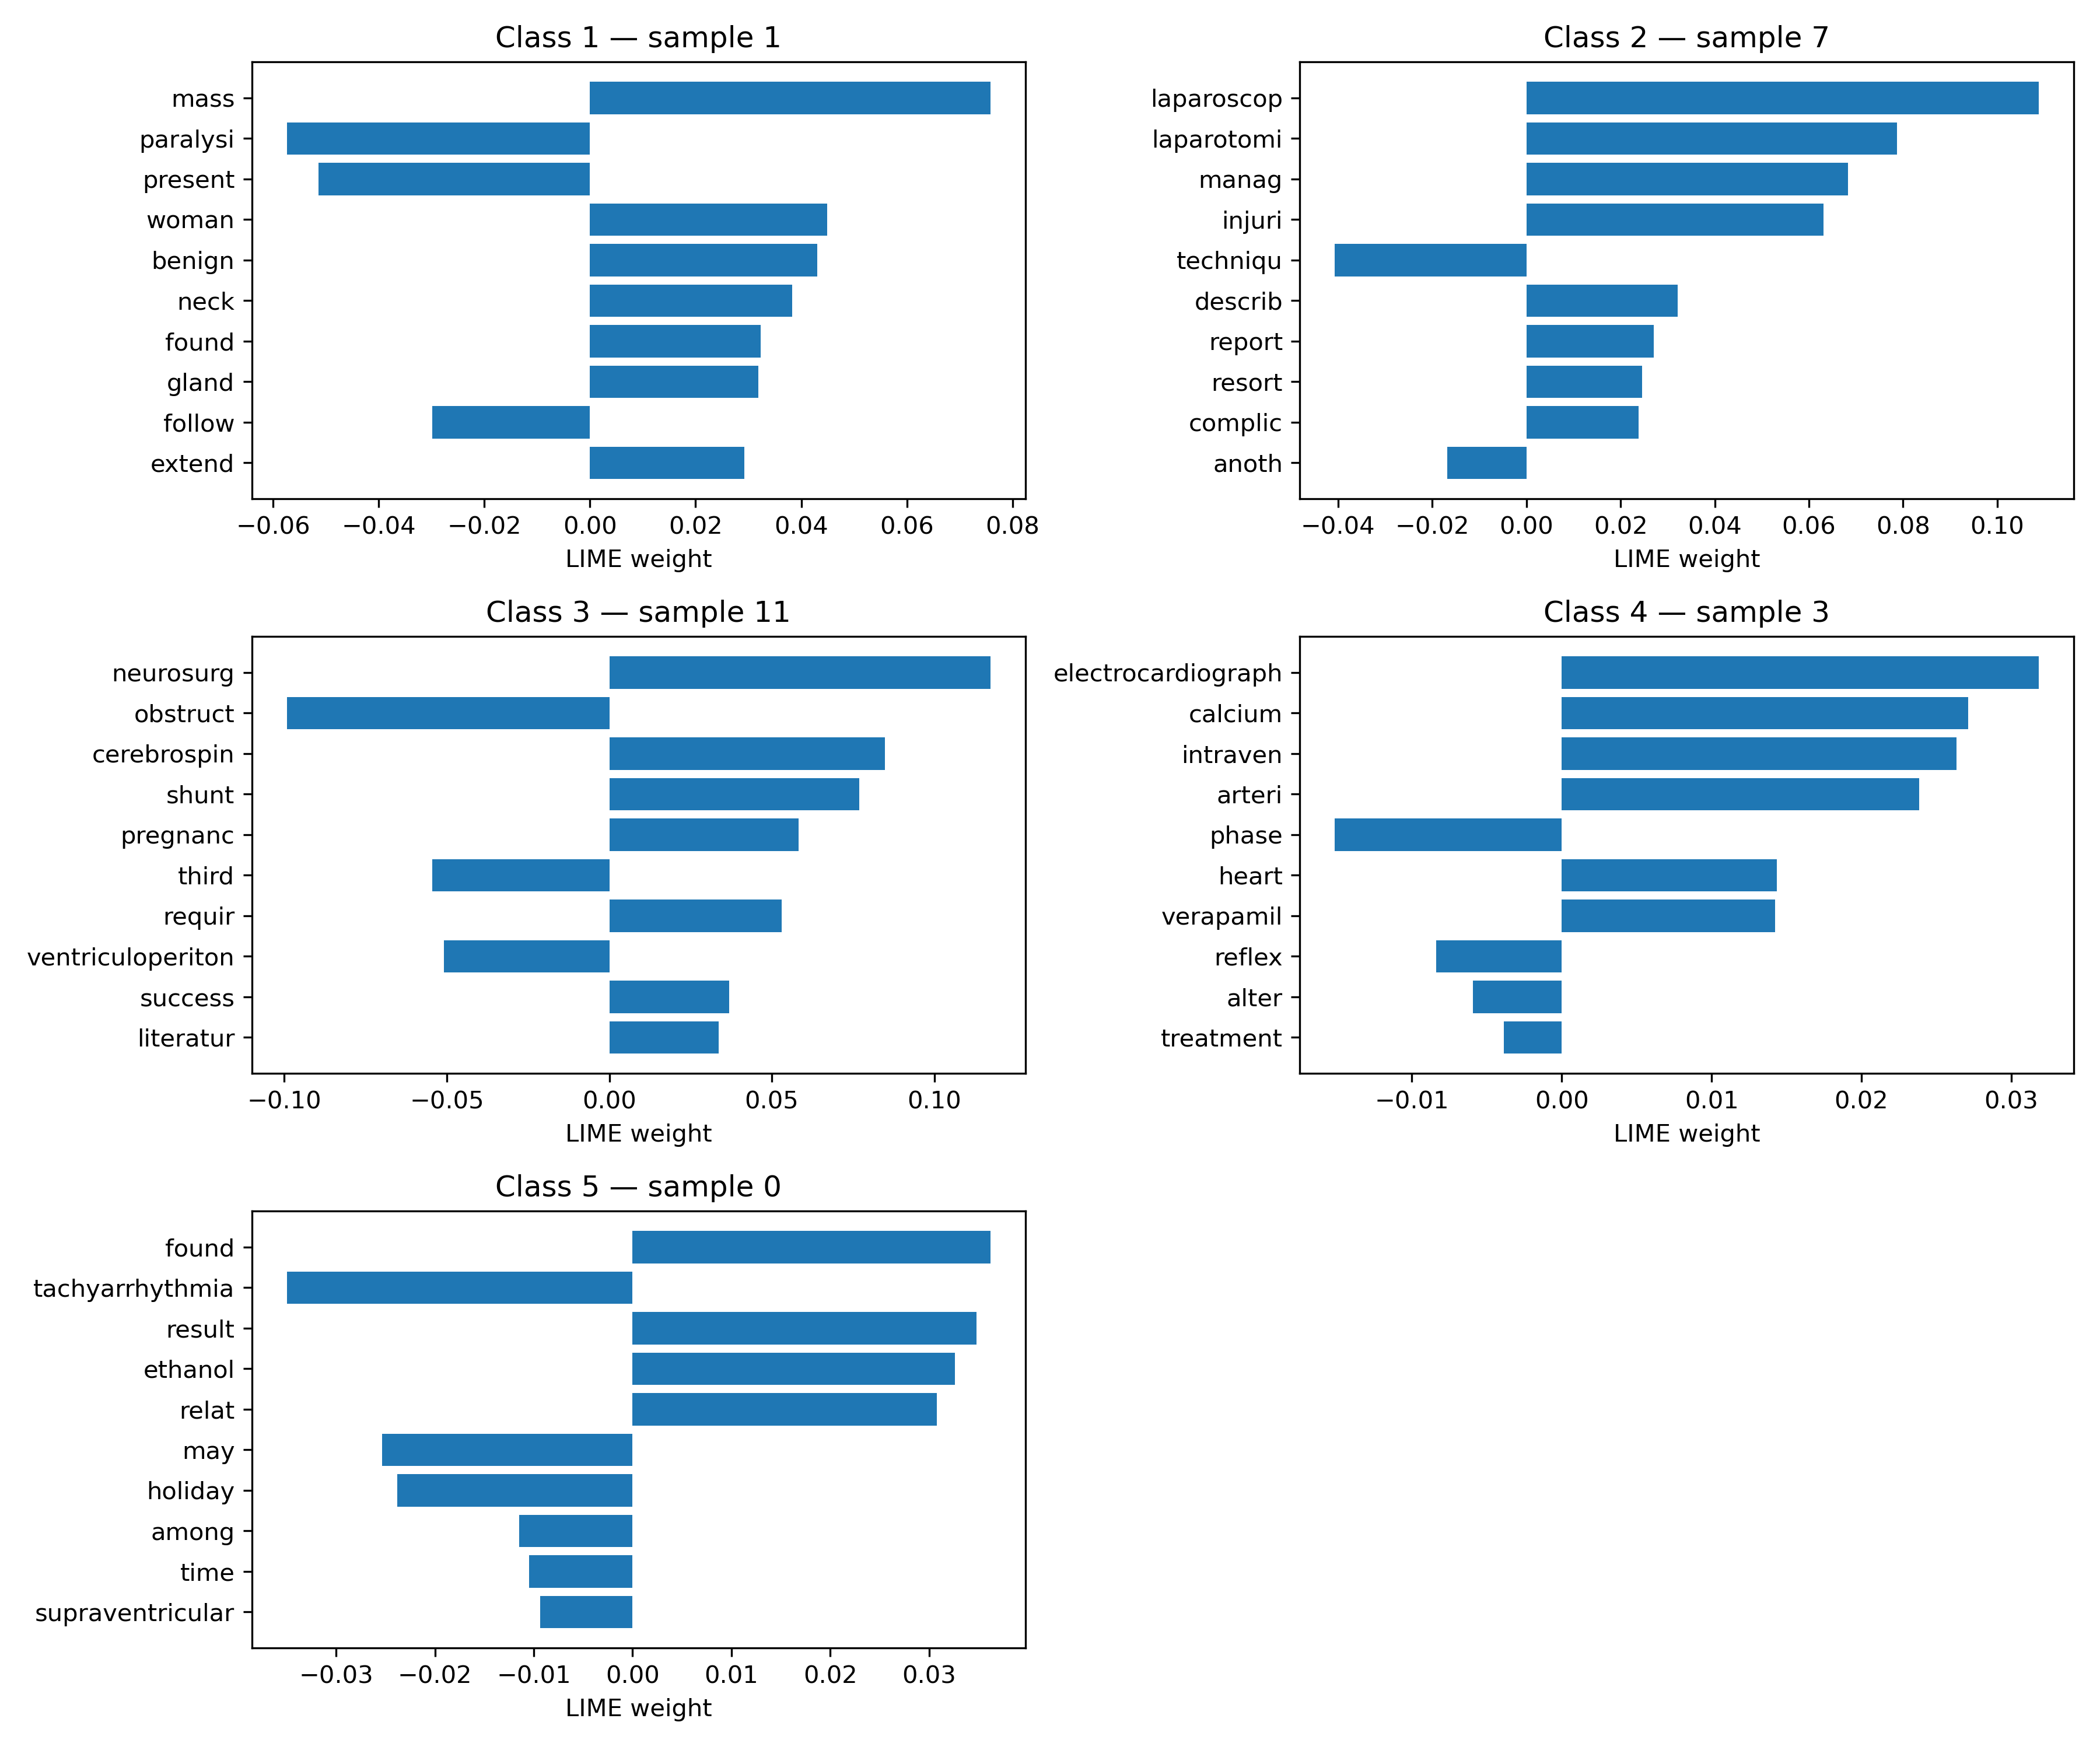 Class 1 — sample 1
mass
paralysi
present
woman
benign
neck
found
gland
follow
extend
−0.06 −0.04 −0.02 0.00 0.02 0.04 0.06 0.08
LIME weight
Class 2 — sample 7
laparoscop
laparotomi
manag
injuri
techniqu
describ
report
resort
complic
anoth
−0.04 −0.02 0.00 0.02 0.04 0.06 0.08 0.10
LIME weight
Class 3 — sample 11
neurosurg
obstruct
cerebrospin
shunt
pregnanc
third
requir
ventriculoperiton
success
literatur
−0.10 −0.05 0.00 0.05 0.10
LIME weight
Class 4 — sample 3
electrocardiograph
calcium
intraven
arteri
phase
heart
verapamil
reflex
alter
treatment
−0.01 0.00 0.01 0.02 0.03
LIME weight
Class 5 — sample 0
found
tachyarrhythmia
result
ethanol
relat
may
holiday
among
time
supraventricular
−0.03 −0.02 −0.01 0.00 0.01 0.02 0.03
LIME weight